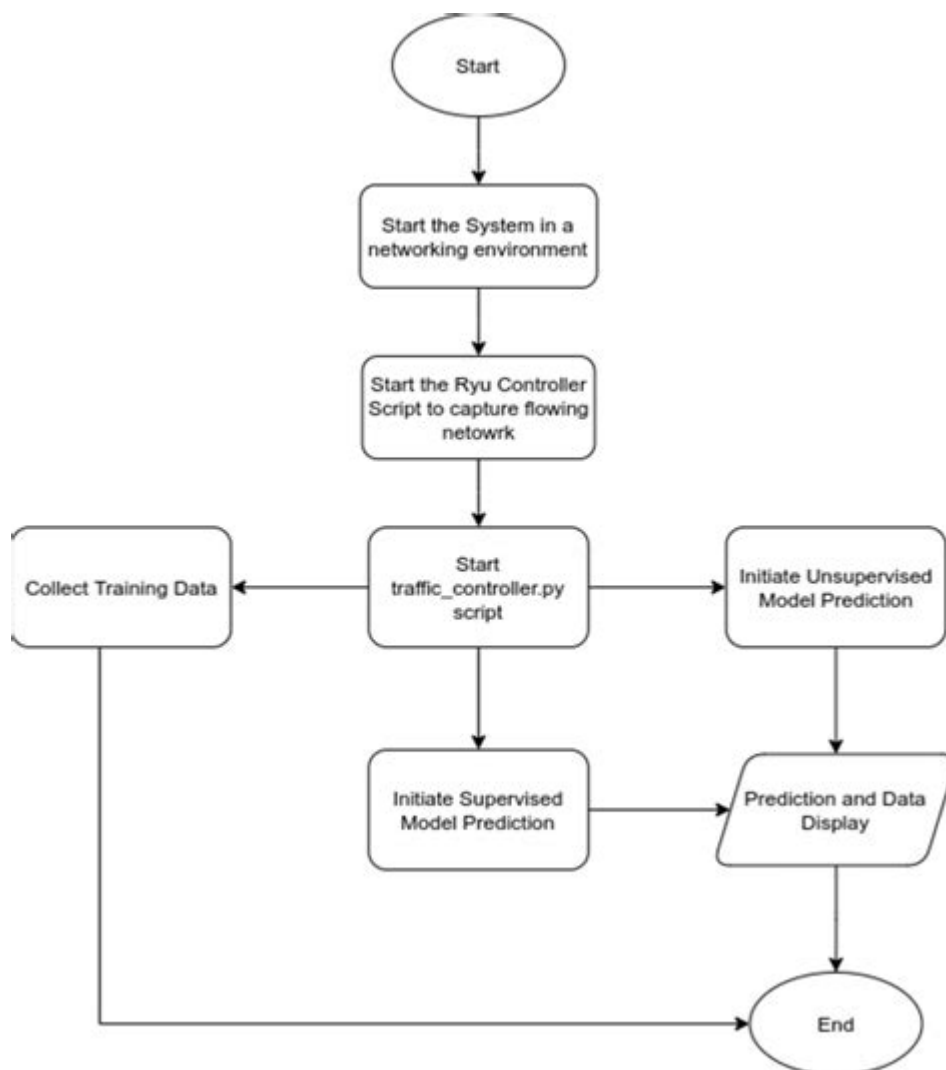 Start
Start the System in a
networking environment
Start the Ryu Controller
Script to capture flowing
netowrk
Collect Training Data
Start
traffic_controller.py
script
Initiate Unsupervised
Model Prediction
Initiate Supervised
Model Prediction
Prediction and Data
Display
End